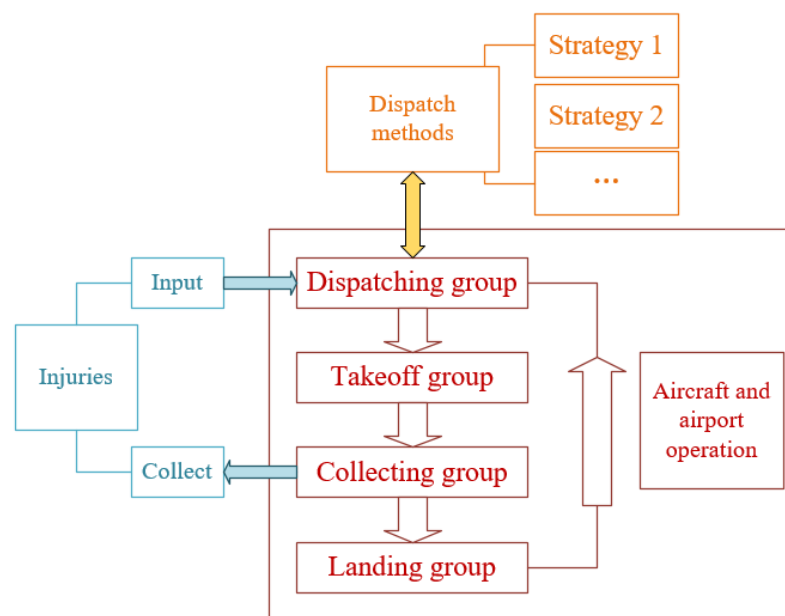 Strategy 1
Dispatch
methods
Strategy 2
...
Input
Dispatching group
Injuries
Takeoff group
Aircraft and
airport
operation
Collect
Collecting group
Landing group